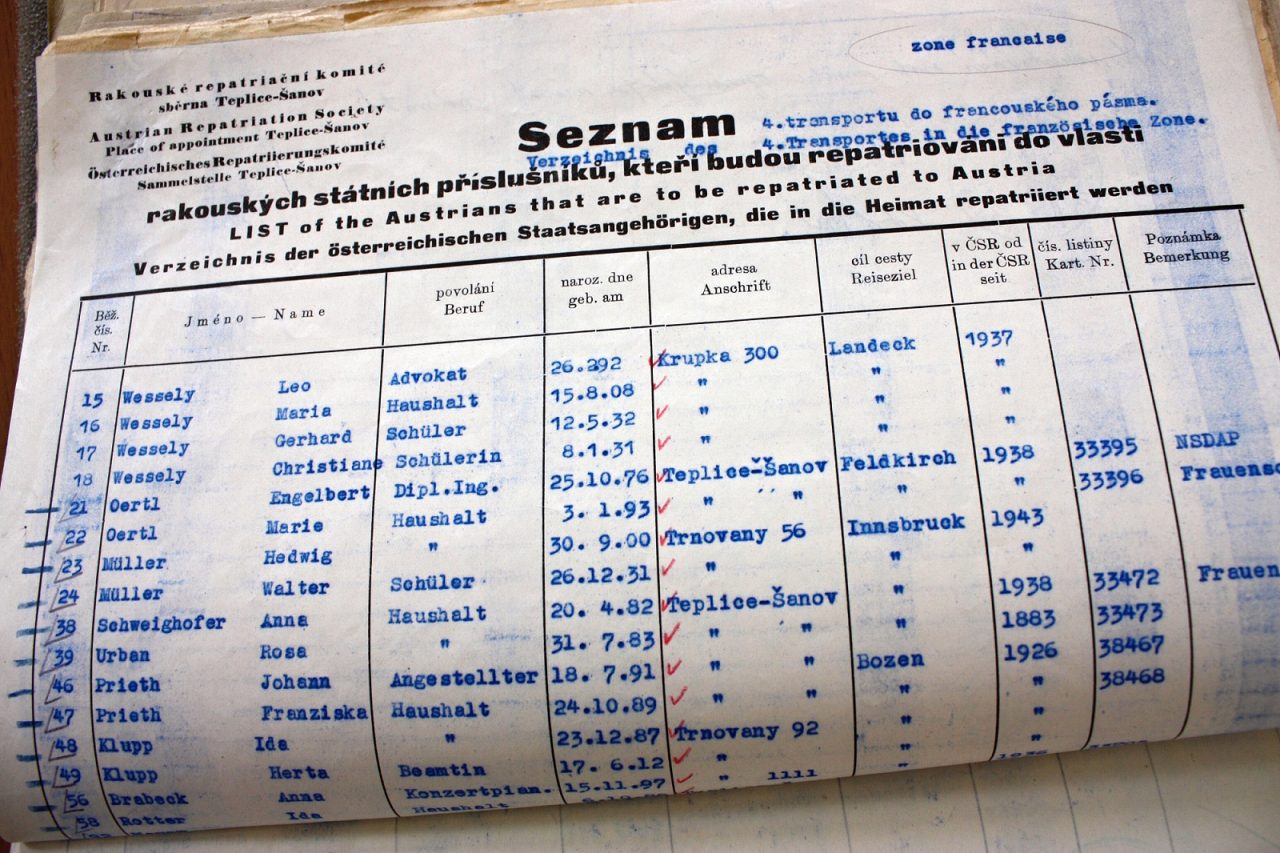 zone francaise
Rakouské repatriační komité
sběrna Teplice-Šanov
Austrian Repatriation Society
Place of appointment Teplice-Šanov
Österreichisches Repatriierungskomité
Sammelstelle Teplice-Šanov
Seznam 4.transportu do francouského pásma.
Verzeichnis des 4.Transportes in die französische Zone.
rakouských státních příslušníků, kteří budou repatriováni do vlasti
LIST of the Austrians that are to be repatriated to Austria
Verzeichnis der österreichischen Staatsangehörigen, die in die Heimat repatriiert werden
Běž. čís. Nr. Jméno — Name povolání Beruf naroz. dne geb. am adresa Anschrift cíl cesty Reiseziel v ČSR od in der ČSR seit čís. listiny Kart. Nr. Poznámka Bemerkung
15 Wessely Leo Advokat 26.292 Krupka 300 Landeck 1937
16 Wessely Maria Haushalt 15.8.08 " " "
17 Wessely Gerhard Schüler 12.5.32 " " "
18 Wessely Christiane Schülerin 8.1.31 " " "
21 Oertl Engelbert Dipl.Ing. 25.10.76 Teplice-Šanov Feldkirch 1938 33395 NSDAP
22 Oertl Marie Haushalt 3. 1.93 " " " " 33396 Frauensc
23 Müller Hedwig " 30. 9.00 Trnovany 56 Innsbruck 1943
24 Müller Walter Schüler 26.12.31 " " "
38 Schweighofer Anna Haushalt 20. 4.82 Teplice-Šanov " 1938 33472 Frauen
39 Urban Rosa " 31. 7.83 " " " 1883 33473
46 Prieth Johann Angestellter 18. 7.91 " " Bozen 1926 38467
47 Prieth Franziska Haushalt 24.10.89 " " " " 38468
48 Klupp Ida " 23.12.87 Trnovany 92 " "
49 Klupp Herta Beamtin 17. 6.12 " " "
56 Brabeck Anna Konzertpian. 15.11.97 " 1111
58 Rotter Ida Haushalt